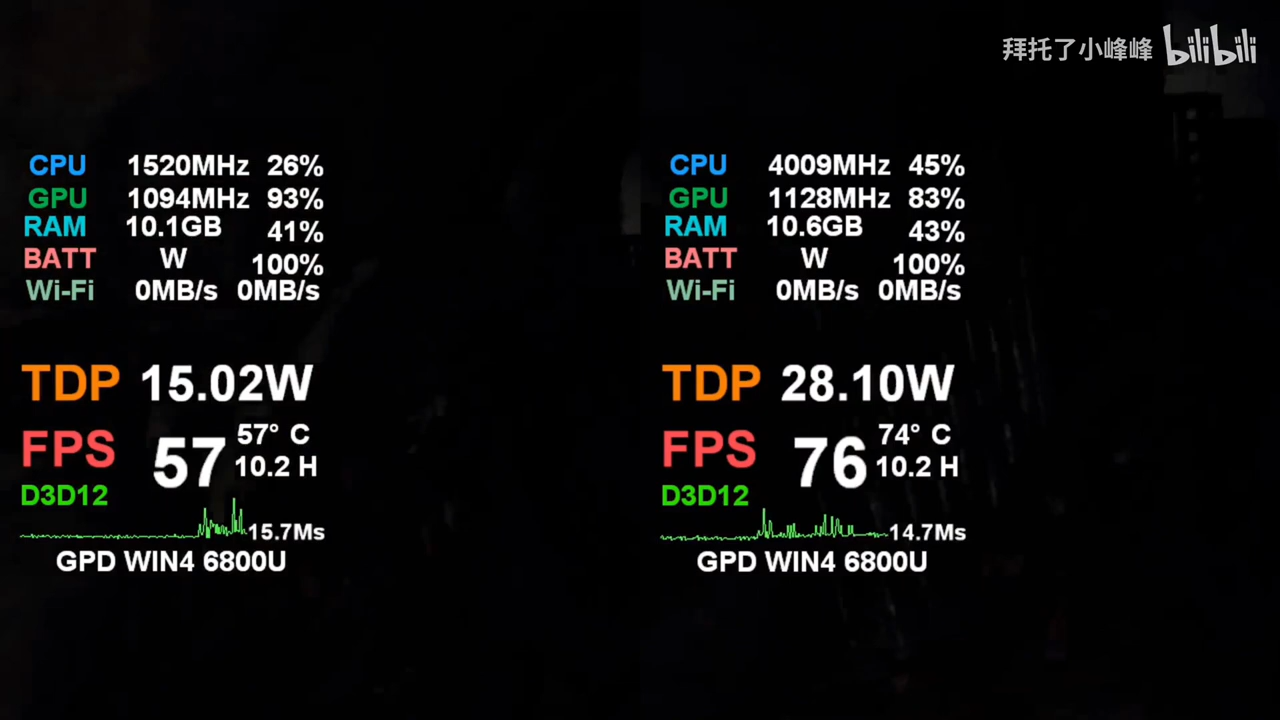 拜托了小峰峰 bilibili
CPU 1520MHz 26%
GPU 1094MHz 93%
RAM 10.1GB 41%
BATT W 100%
Wi-Fi 0MB/s 0MB/s
TDP 15.02W
FPS 57 57° C
10.2 H
D3D12
15.7Ms
GPD WIN4 6800U
CPU 4009MHz 45%
GPU 1128MHz 83%
RAM 10.6GB 43%
BATT W 100%
Wi-Fi 0MB/s 0MB/s
TDP 28.10W
FPS 76 74° C
10.2 H
D3D12
14.7Ms
GPD WIN4 6800U